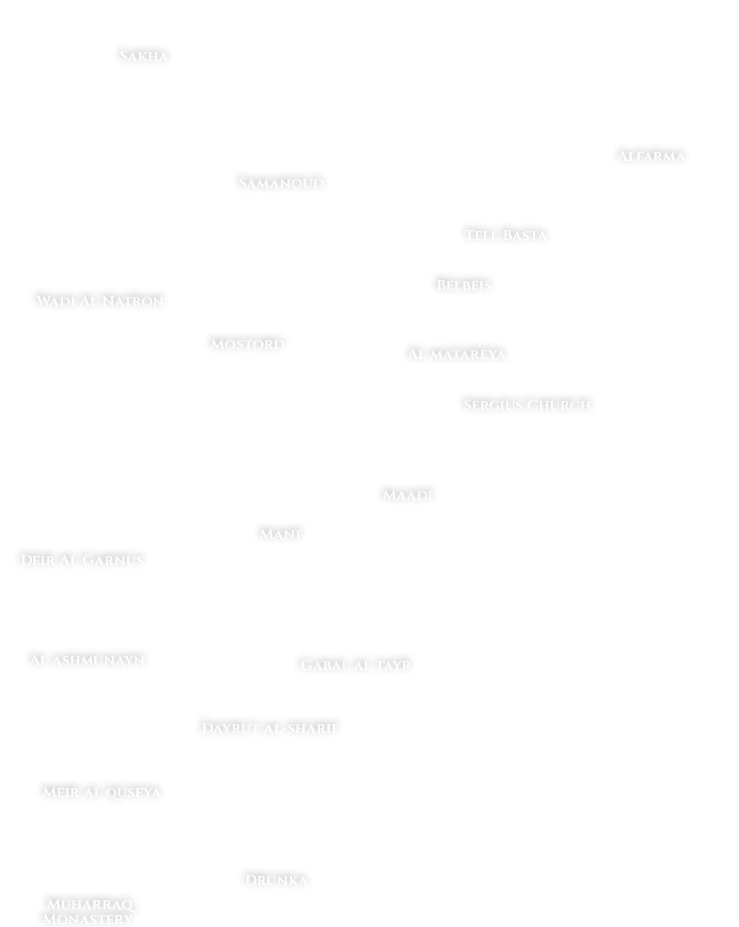 Sakha
Alfarma
Samanoud
Tell Basta
Belbeis
Wadi Al Natron
Mostord
Al matareya
Sergius Church
Maadi
Manf
Deir Al Garnus
Al ashmunayn
Gabal al tayr
Dayrut al-sharif
Meir al quseya
Drunka
Muharraq
Monastery